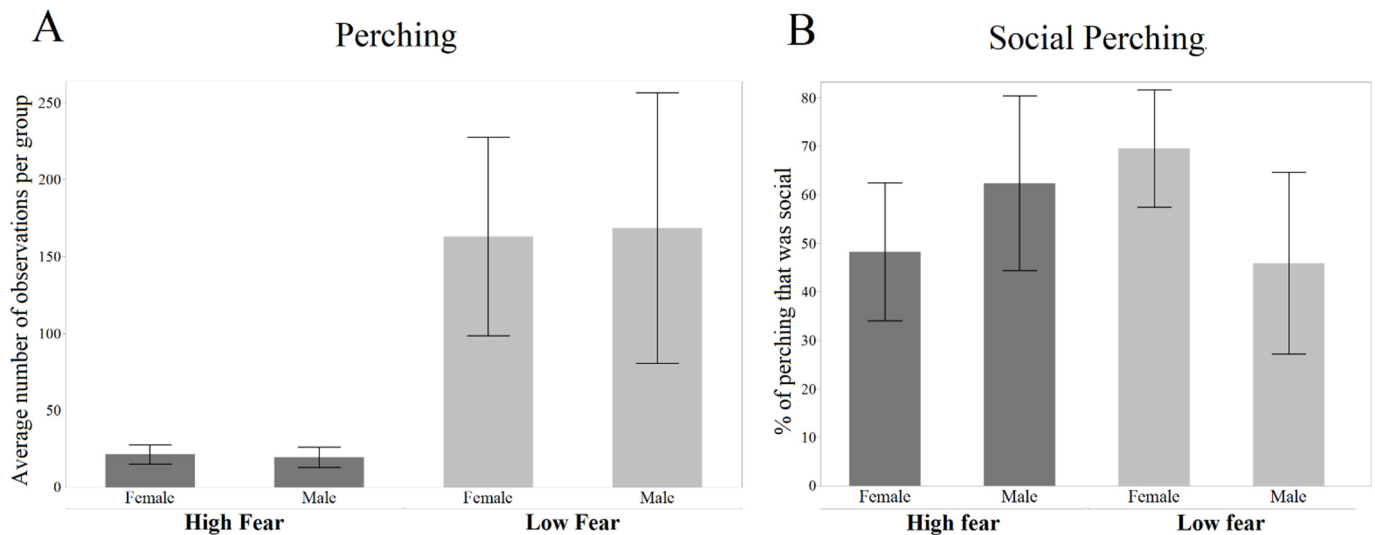 A
Perching
Average number of observations per group
250
200
150
100
50
0
Female
Male
Female
Male
High Fear
Low Fear
B
Social Perching
% of perching that was social
80
70
60
50
40
30
20
10
0
Female
Male
Female
Male
High fear
Low fear